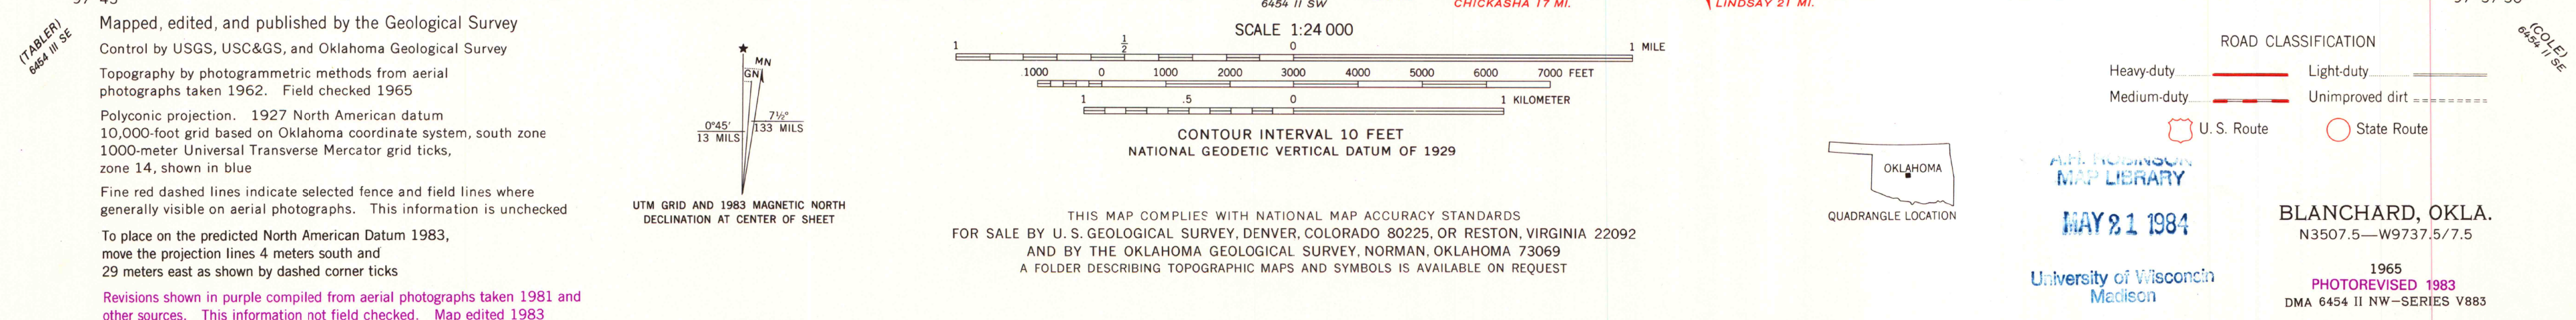 Mapped, edited, and published by the Geological Survey
Control by USGS, USC&GS, and Oklahoma Geological Survey
Topography by photogrammetric methods from aerial
photographs taken 1962. Field checked 1965
Polyconic projection. 1927 North American datum
10,000-foot grid based on Oklahoma coordinate system, south zone
1000-meter Universal Transverse Mercator grid ticks,
zone 14, shown in blue
Fine red dashed lines indicate selected fence and field lines where
generally visible on aerial photographs. This information is unchecked
To place on the predicted North American Datum 1983,
move the projection lines 4 meters south and
29 meters east as shown by dashed corner ticks
Revisions shown in purple compiled from aerial photographs taken 1981 and
other sources. This information not field checked. Map edited 1983
(TABLER)
6454 III SE
MN
GN
0°45'
13 MILS
7½°
133 MILS
UTM GRID AND 1983 MAGNETIC NORTH
DECLINATION AT CENTER OF SHEET
6454 II SW
CHICKASHA 17 MI.
LINDSAY 21 MI.
SCALE 1:24 000
1 ½ 0 1 MILE
1000 0 1000 2000 3000 4000 5000 6000 7000 FEET
1 .5 0 1 KILOMETER
CONTOUR INTERVAL 10 FEET
NATIONAL GEODETIC VERTICAL DATUM OF 1929
THIS MAP COMPLIES WITH NATIONAL MAP ACCURACY STANDARDS
FOR SALE BY U. S. GEOLOGICAL SURVEY, DENVER, COLORADO 80225, OR RESTON, VIRGINIA 22092
AND BY THE OKLAHOMA GEOLOGICAL SURVEY, NORMAN, OKLAHOMA 73069
A FOLDER DESCRIBING TOPOGRAPHIC MAPS AND SYMBOLS IS AVAILABLE ON REQUEST
OKLAHOMA
QUADRANGLE LOCATION
ROAD CLASSIFICATION
Heavy-duty Light-duty
Medium-duty Unimproved dirt
U. S. Route State Route
(COLE)
6454 II SE
A.H. ROBINSON
MAP LIBRARY
MAY 21 1984
University of Wisconsin
Madison
BLANCHARD, OKLA.
N3507.5—W9737.5/7.5
1965
PHOTOREVISED 1983
DMA 6454 II NW—SERIES V883